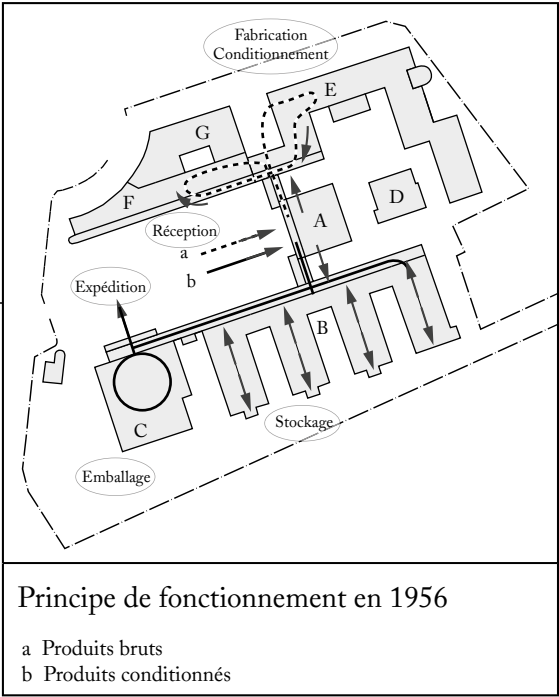 Fabrication
Conditionnement
E
G
F
D
A
Réception
a
b
Expédition
B
C
Stockage
Emballage
Principe de fonctionnement en 1956
a Produits bruts
b Produits conditionnés